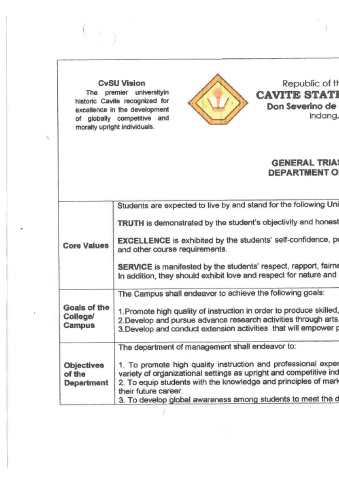 CvSU Vision
The premier universityin
historic Cavite recognized for
excellence in the development
of globally competitive and
morally upright individuals.
Republic of th
CAVITE STATE
Don Severino de
Indang,
GENERAL TRIAS
DEPARTMENT O
Students are expected to live by and stand for the following Uni
TRUTH is demonstrated by the student's objectivity and honest
Core Values
EXCELLENCE is exhibited by the students' self-confidence, pu
and other course requirements.
SERVICE is manifested by the students' respect, rapport, fairne
In addition, they should exhibit love and respect for nature and
Goals of the
College/
Campus
The Campus shall endeavor to achieve the following goals:
1.Promote high quality of instruction in order to produce skilled,
2.Develop and pursue advance research activities through arts
3.Develop and conduct extension activities that will empower p
Objectives
of the
Department
The department of management shall endeavor to:
1. To promote high quality instruction and professional exper
variety of organizational settings as upright and competitive ind
2. To equip students with the knowledge and principles of mark
their future career.
3. To develop global awareness among students to meet the d